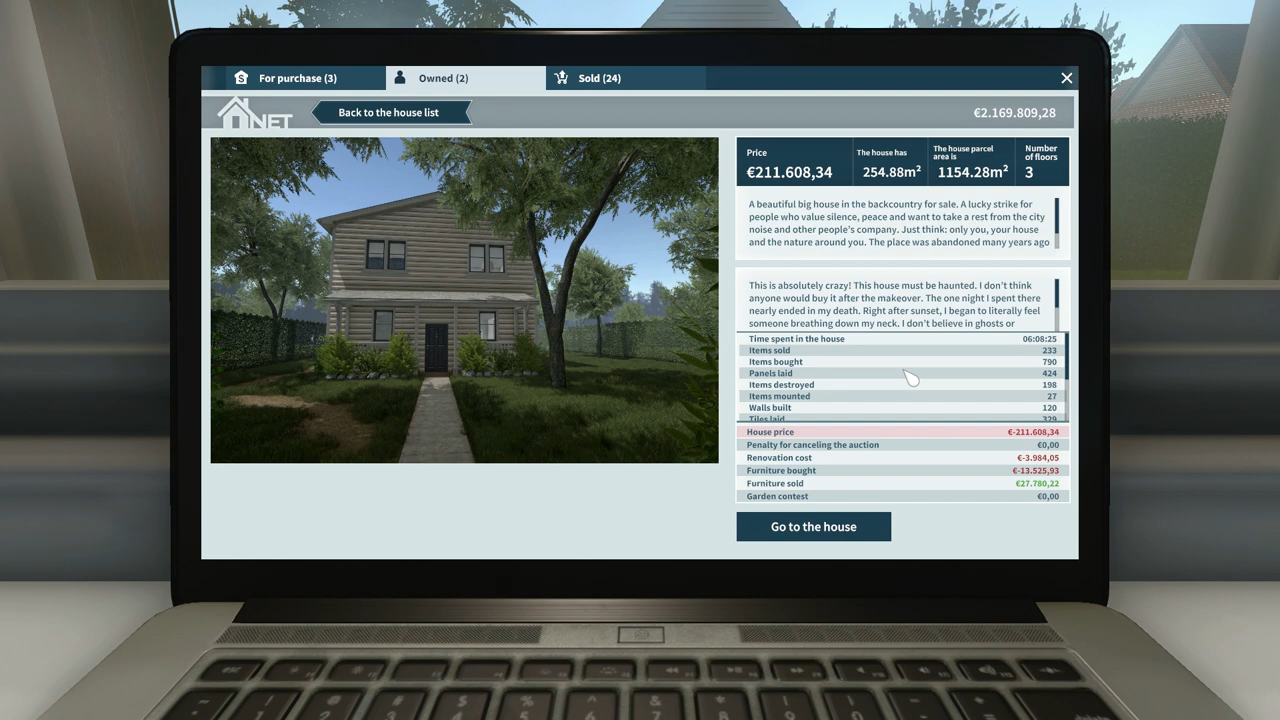 For purchase (3)
Owned (2)
Sold (24)
NET
Back to the house list
€2.169.809,28
Price
€211.608,34
The house has
254.88m²
The house parcel
area is
1154.28m²
Number
of floors
3
A beautiful big house in the backcountry for sale. A lucky strike for
people who value silence, peace and want to take a rest from the city
noise and other people's company. Just think: only you, your house
and the nature around you. The place was abandoned many years ago
This is absolutely crazy! This house must be haunted. I don't think
anyone would buy it after the makeover. The one night I spent there
nearly ended in my death. Right after sunset, I began to literally feel
someone breathing down my neck. I don't believe in ghosts or
Time spent in the house 06:08:25
Items sold 233
Items bought 790
Panels laid 424
Items destroyed 198
Items mounted 27
Walls built 120
Tiles laid 329
House price €-211.608,34
Penalty for canceling the auction €0,00
Renovation cost €-3.984,05
Furniture bought €-13.525,93
Furniture sold €27.780,22
Garden contest €0,00
Go to the house